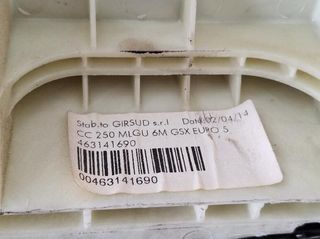 Stab.to GIRSUD s.r.l Data 02/04/14
CC 250 MLGU 6M GSX EURO 5
463141690
00463141690